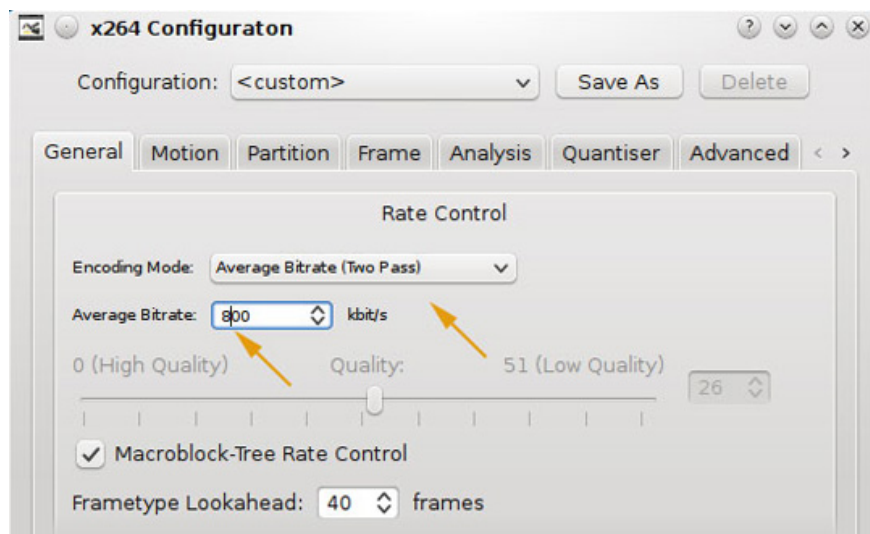 x264 Configuraton
Configuration: <custom> Save As Delete
General Motion Partition Frame Analysis Quantiser Advanced
Rate Control
Encoding Mode: Average Bitrate (Two Pass)
Average Bitrate: 800 kbit/s
0 (High Quality) Quality: 51 (Low Quality)
26
Macroblock-Tree Rate Control
Frametype Lookahead: 40 frames